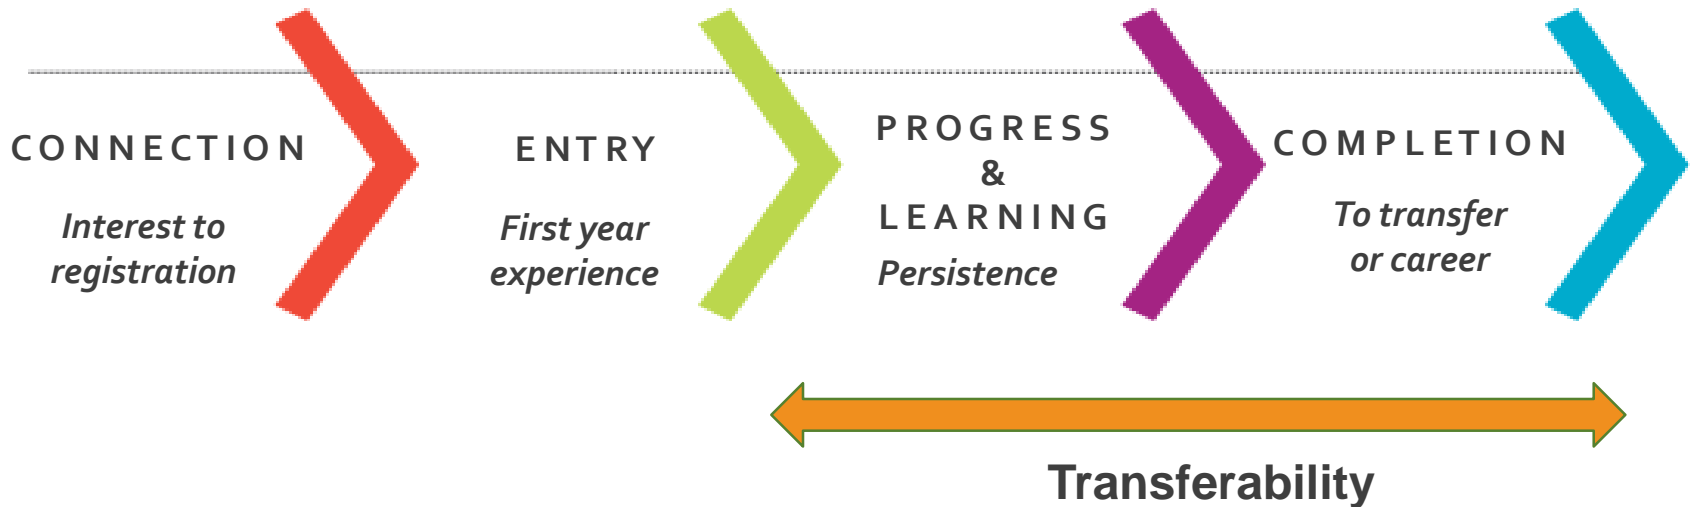 CONNECTION
Interest to
registration
ENTRY
First year
experience
PROGRESS
&
LEARNING
Persistence
COMPLETION
To transfer
or career
Transferability